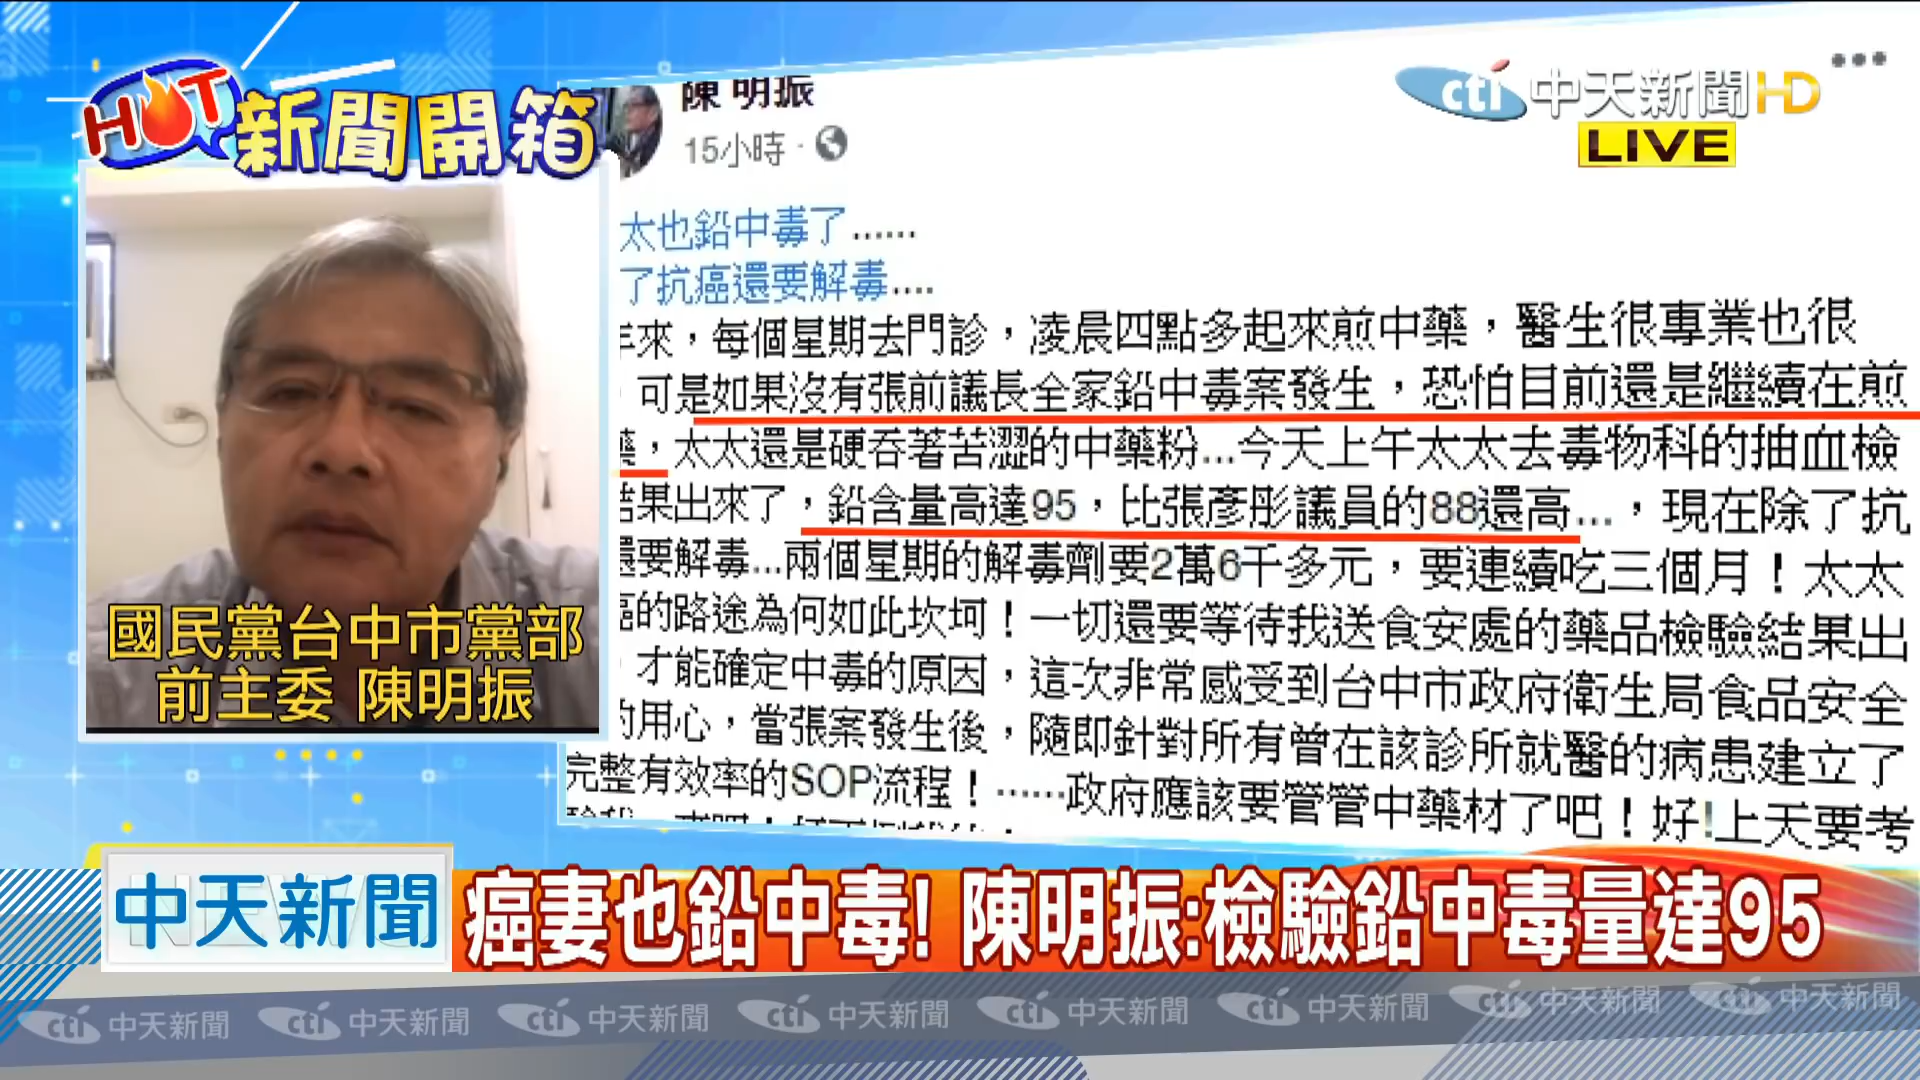 HOT
新聞開箱
陳明振
15小時
cti 中天新聞HD
LIVE
太也鉛中毒了……
了抗癌還要解毒….
年來，每個星期去門診，凌晨四點多起來煎中藥，醫生很專業也很
可是如果沒有張前議長全家鉛中毒案發生，恐怕目前還是繼續在煎
藥，太太還是硬吞著苦澀的中藥粉...今天上午太太去毒物科的抽血檢
結果出來了，鉛含量高達95，比張彥彤議員的88還高...，現在除了抗
還要解毒...兩個星期的解毒劑要2萬6千多元，要連續吃三個月！太太
癌的路途為何如此坎坷！一切還要等待我送食安處的藥品檢驗結果出
，才能確定中毒的原因，這次非常感受到台中市政府衛生局食品安全
的用心，當張案發生後，隨即針對所有曾在該診所就醫的病患建立了
完整有效率的SOP流程！……政府應該要管管中藥材了吧！好!上天要考
國民黨台中市黨部
前主委 陳明振
中天新聞
癌妻也鉛中毒! 陳明振:檢驗鉛中毒量達95
cti 中天新聞 cti 中天新聞 cti 中天新聞 cti 中天新聞 cti 中天新聞 cti 中天新聞 cti 中天新聞 cti 中天新聞